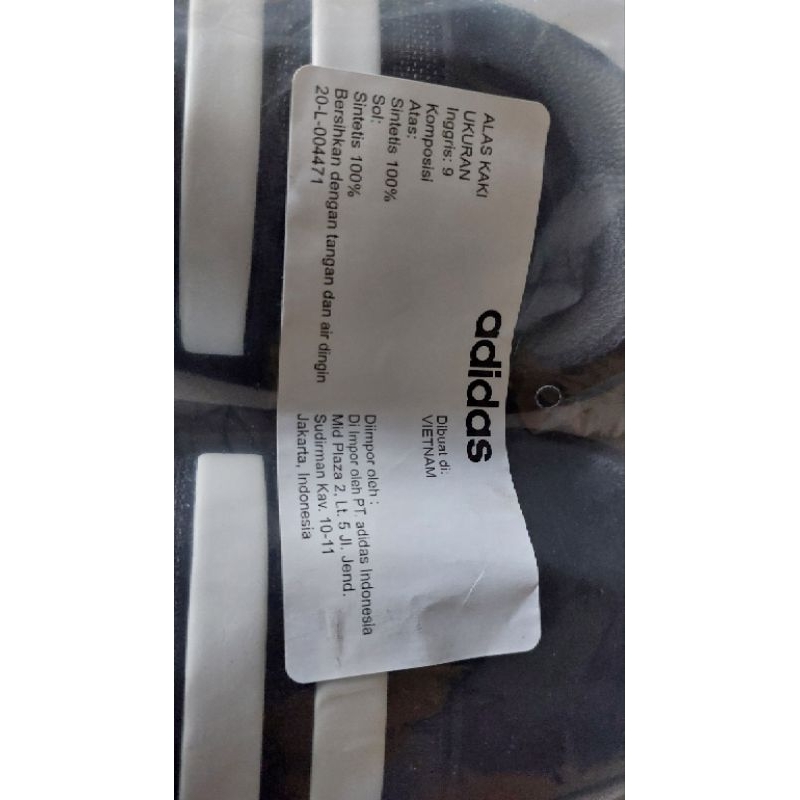 ALAS KAKI
UKURAN
Inggris: 9
Komposisi
Atas:
Sintetis 100%
Sol:
Sintetis 100%
Bersihkan dengan tangan dan air dingin
20-L-004471
adidas
Dibuat di:
VIETNAM
Diimpor oleh :
Di Impor oleh PT. adidas Indonesia
Mid Plaza 2, Lt. 5 Jl. Jend.
Sudirman Kav. 10-11
Jakarta, Indonesia